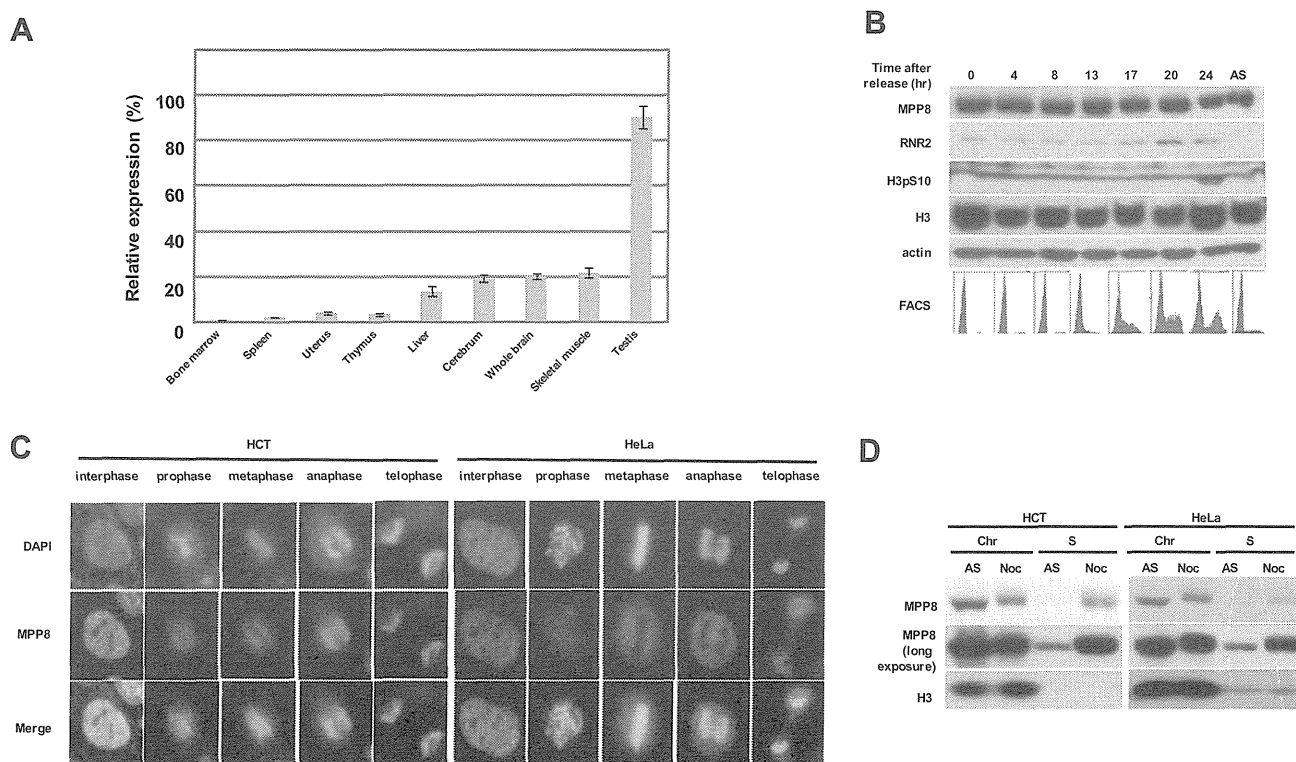 A
Relative expression (%)
100
80
60
40
20
0
Bone marrow
Spleen
Uterus
Thymus
Liver
Cerebrum
Whole brain
Skeletal muscle
Testis
B
Time after
release (hr)
0 4 8 13 17 20 24 AS
MPP8
RNR2
H3pS10
H3
actin
FACS
C
HCT HeLa
interphase prophase metaphase anaphase telophase interphase prophase metaphase anaphase telophase
DAPI
MPP8
Merge
D
HCT HeLa
Chr S Chr S
AS Noc AS Noc AS Noc AS Noc
MPP8
MPP8
(long
exposure)
H3